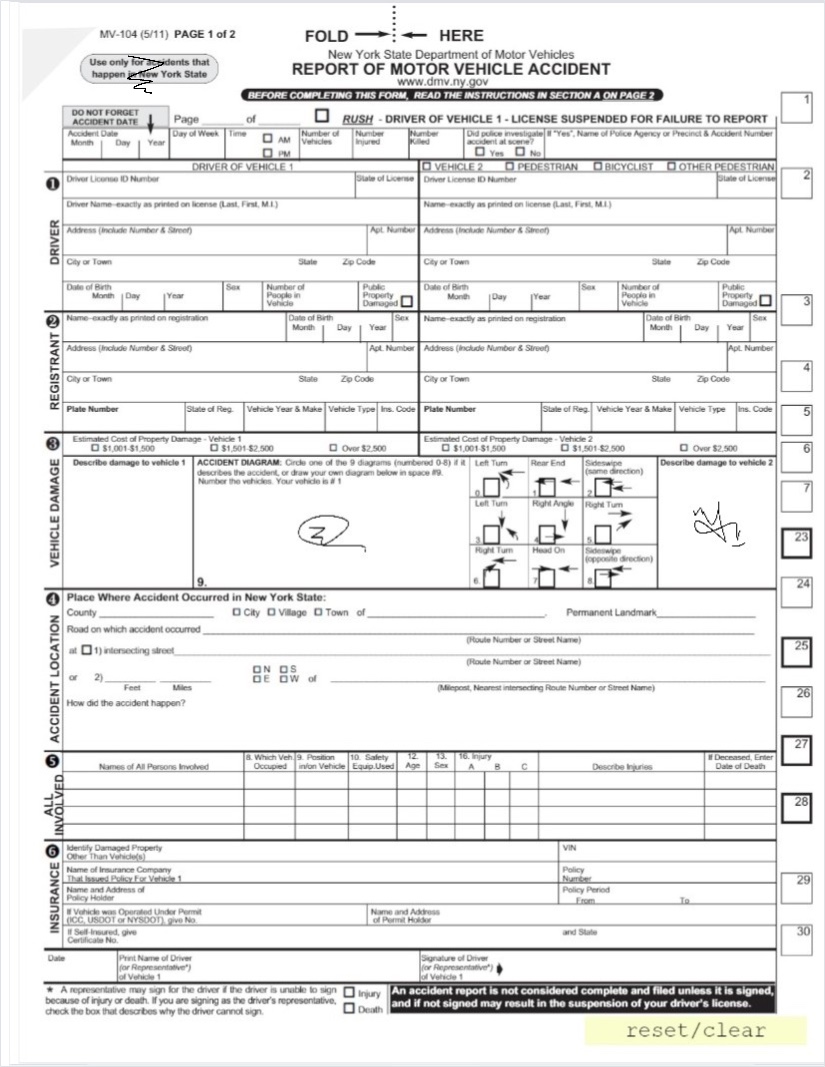 MV-104 (5/11) PAGE 1 of 2
FOLD HERE
Use only for accidents that
happen in New York State
New York State Department of Motor Vehicles
REPORT OF MOTOR VEHICLE ACCIDENT
www.dmv.ny.gov
BEFORE COMPLETING THIS FORM, READ THE INSTRUCTIONS IN SECTION A ON PAGE 2
1
DO NOT FORGET
ACCIDENT DATE
Page of
RUSH - DRIVER OF VEHICLE 1 - LICENSE SUSPENDED FOR FAILURE TO REPORT
Accident Date
Month Day Year
Day of Week
Time
AM
PM
Number of
Vehicles
Number
Injured
Number
Killed
Did police investigate
accident at scene?
Yes No
If "Yes", Name of Police Agency or Precinct & Accident Number
DRIVER OF VEHICLE 1
VEHICLE 2 PEDESTRIAN BICYCLIST OTHER PEDESTRIAN
2
1
DRIVER
Driver License ID Number State of License
Driver License ID Number State of License
Driver Name–exactly as printed on license (Last, First, M.I.)
Name–exactly as printed on license (Last, First, M.I.)
Address (Include Number & Street) Apt. Number
Address (Include Number & Street) Apt. Number
City or Town State Zip Code
City or Town State Zip Code
Date of Birth
Month Day Year
Sex
Number of
People in
Vehicle
Public
Property
Damaged
Date of Birth
Month Day Year
Sex
Number of
People in
Vehicle
Public
Property
Damaged
3
2
REGISTRANT
Name–exactly as printed on registration
Date of Birth
Month Day Year
Sex
Name–exactly as printed on registration
Date of Birth
Month Day Year
Sex
Address (Include Number & Street) Apt. Number
Address (Include Number & Street) Apt. Number
4
City or Town State Zip Code
City or Town State Zip Code
Plate Number State of Reg. Vehicle Year & Make Vehicle Type Ins. Code
Plate Number State of Reg. Vehicle Year & Make Vehicle Type Ins. Code
5
3
VEHICLE DAMAGE
Estimated Cost of Property Damage - Vehicle 1
$1,001-$1,500 $1,501-$2,500 Over $2,500
Estimated Cost of Property Damage - Vehicle 2
$1,001-$1,500 $1,501-$2,500 Over $2,500
6
Describe damage to vehicle 1
ACCIDENT DIAGRAM: Circle one of the 9 diagrams (numbered 0-8) if it
describes the accident, or draw your own diagram below in space #9.
Number the vehicles. Your vehicle is # 1
9.
Left Turn
0.
Rear End
1.
Sideswipe
(same direction)
2.
Left Turn
3.
Right Angle
4.
Right Turn
5.
Right Turn
6.
Head On
7.
Sideswipe
(opposite direction)
8.
Describe damage to vehicle 2
7
23
24
4
ACCIDENT LOCATION
Place Where Accident Occurred in New York State:
County City Village Town of Permanent Landmark
Road on which accident occurred
(Route Number or Street Name)
at 1) intersecting street
(Route Number or Street Name)
25
or 2)
Feet Miles
N S
E W of
(Milepost, Nearest intersecting Route Number or Street Name)
26
How did the accident happen?
27
5
ALL INVOLVED
Names of All Persons Involved
8. Which Veh.
Occupied
9. Position
in/on Vehicle
10. Safety
Equip.Used
12.
Age
13.
Sex
16. Injury
A B C
Describe Injuries
If Deceased, Enter
Date of Death
28
6
INSURANCE
Identify Damaged Property
Other Than Vehicle(s)
VIN
Name of Insurance Company
That Issued Policy For Vehicle 1
Policy
Number
29
Name and Address of
Policy Holder
Policy Period
From To
If Vehicle was Operated Under Permit
(ICC, USDOT or NYSDOT), give No.
Name and Address
of Permit Holder
If Self-Insured, give
Certificate No.
and State
30
Date
Print Name of Driver
(or Representative*)
of Vehicle 1
Signature of Driver
(or Representative*)
of Vehicle 1
* A representative may sign for the driver if the driver is unable to sign
because of injury or death. If you are signing as the driver's representative,
check the box that describes why the driver cannot sign.
Injury
Death
An accident report is not considered complete and filed unless it is signed,
and if not signed may result in the suspension of your driver's license.
reset/clear